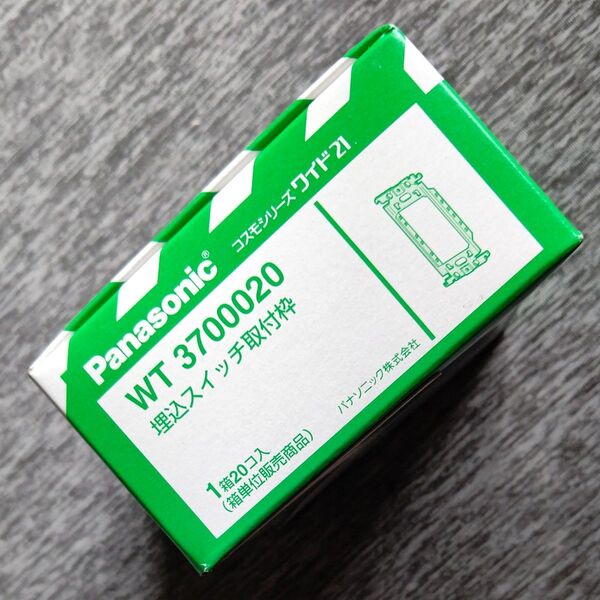 Panasonic® コスモシリーズ ワイド21
WT 3700020
埋込スイッチ取付枠
1箱20コ入
(箱単位販売商品)
パナソニック株式会社